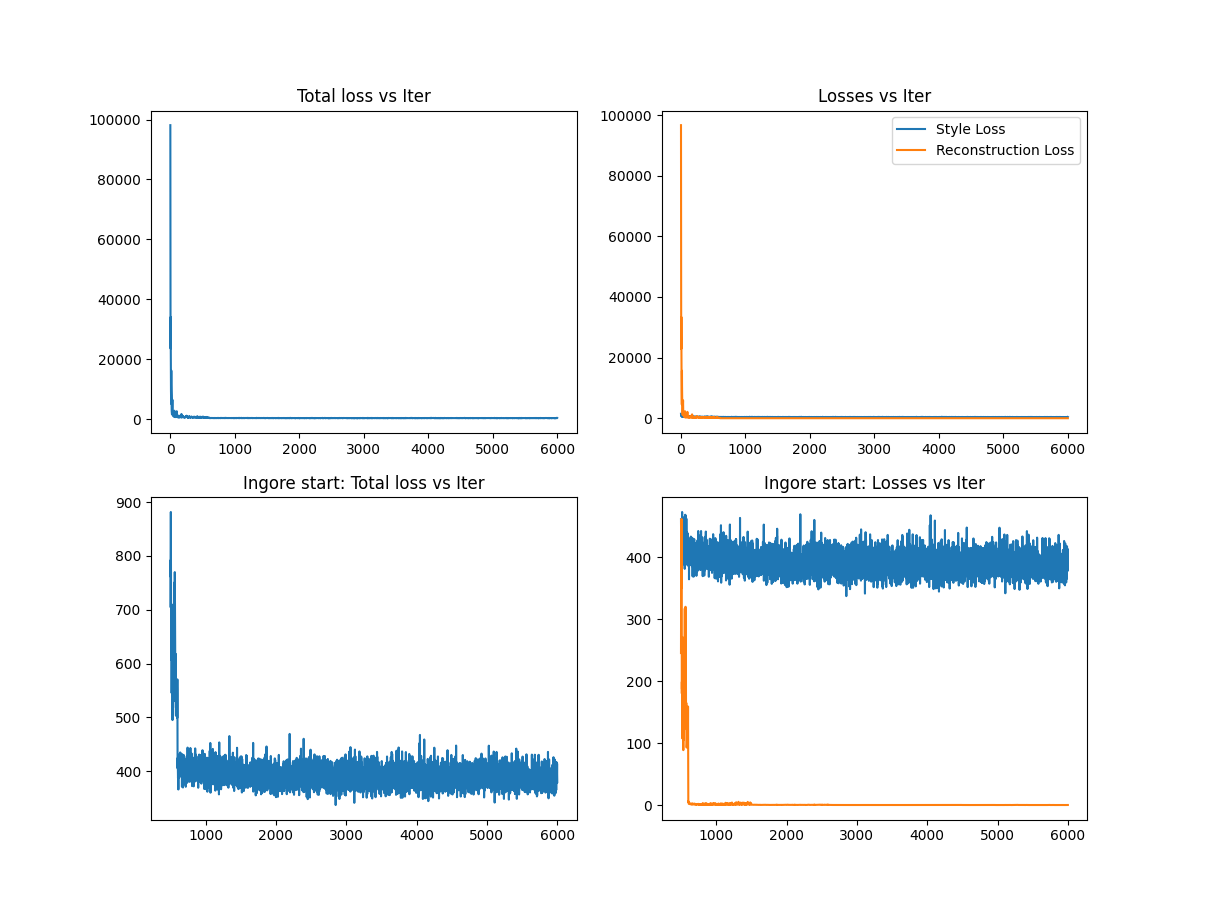 Total loss vs Iter
100000
80000
60000
40000
20000
0
0 1000 2000 3000 4000 5000 6000
Losses vs Iter
Style Loss
Reconstruction Loss
100000
80000
60000
40000
20000
0
0 1000 2000 3000 4000 5000 6000
Ingore start: Total loss vs Iter
900
800
700
600
500
400
1000 2000 3000 4000 5000 6000
Ingore start: Losses vs Iter
400
300
200
100
0
1000 2000 3000 4000 5000 6000